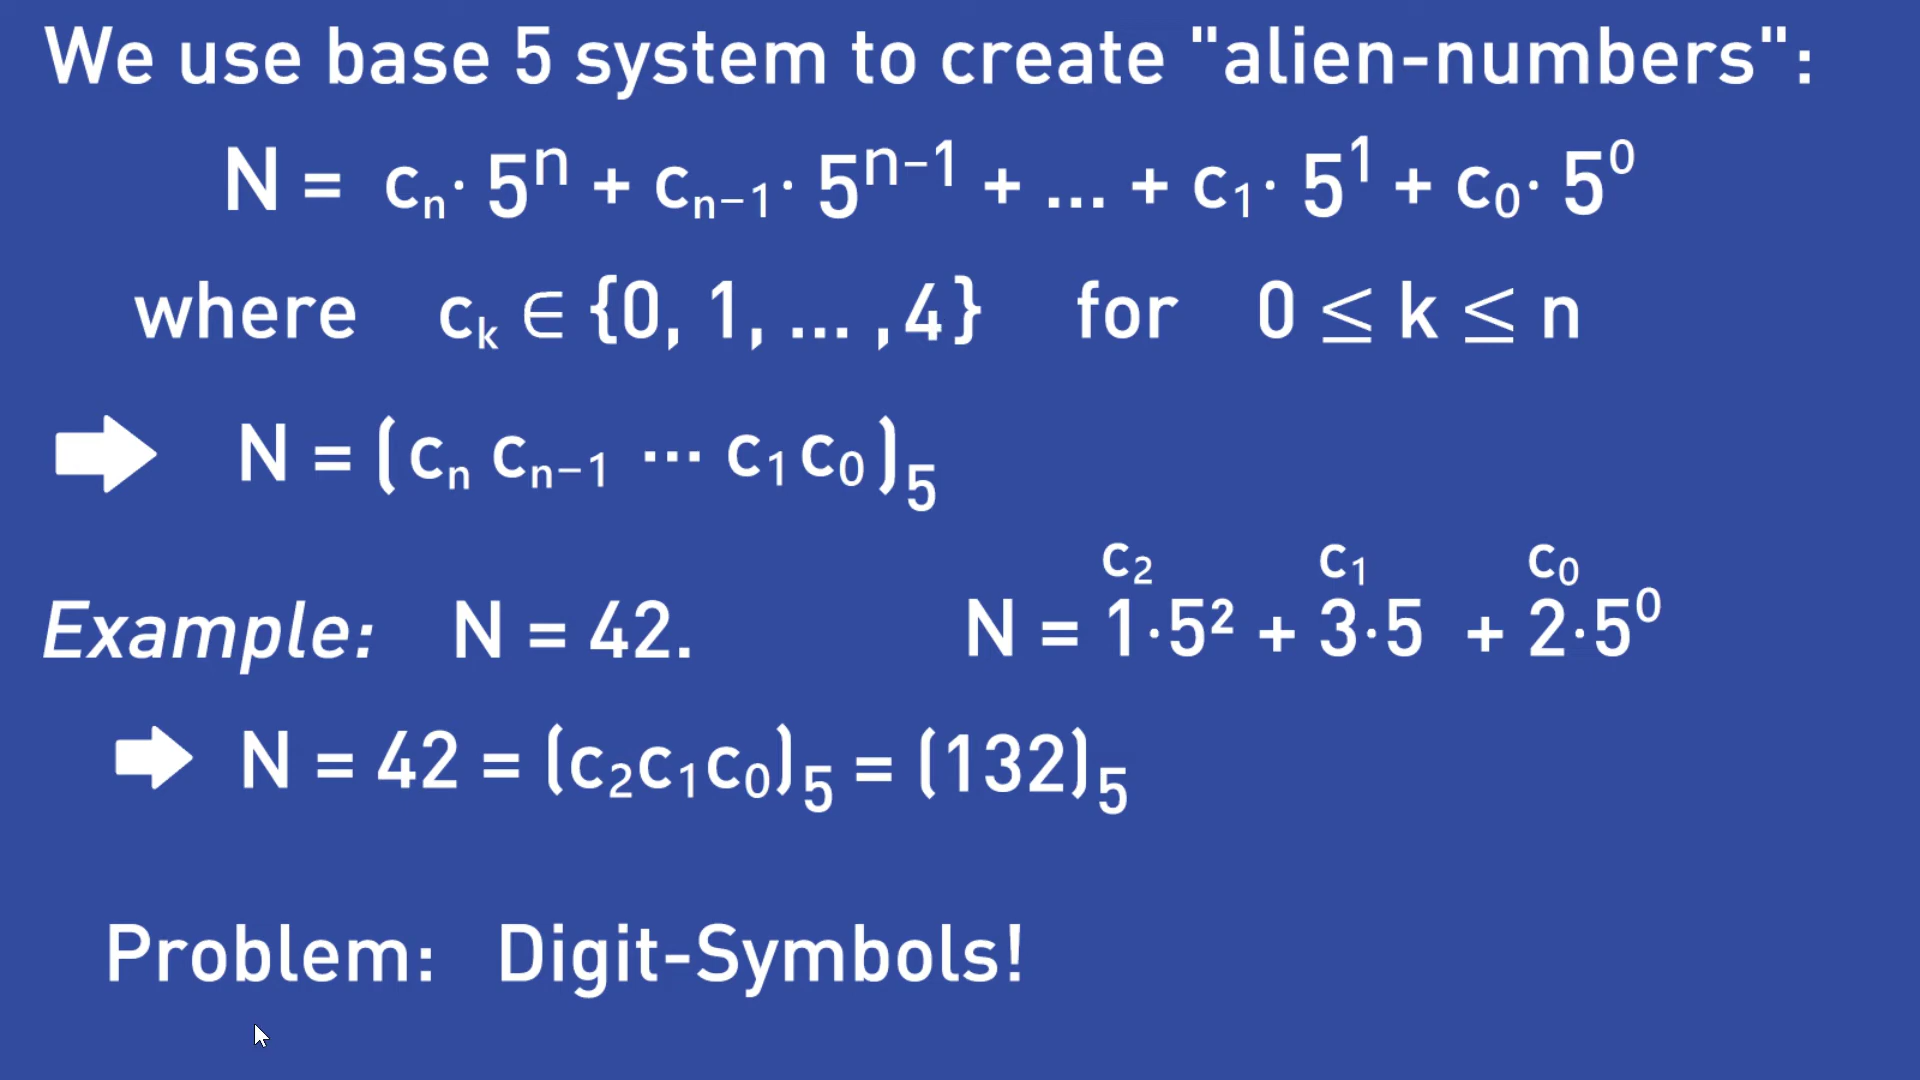 We use base 5 system to create "alien-numbers":
N = cₙ· 5ⁿ + cₙ₋₁· 5ⁿ⁻¹ + ... + c₁· 5¹ + c₀· 5⁰
where cₖ ∈ {0, 1, ... ,4} for 0 ≤ k ≤ n
N = (cₙ cₙ₋₁ ··· c₁ c₀)₅
c₂ c₁ c₀
Example: N = 42. N = 1·5² + 3·5 + 2·5⁰
N = 42 = (c₂c₁c₀)₅ = (132)₅
Problem: Digit-Symbols!